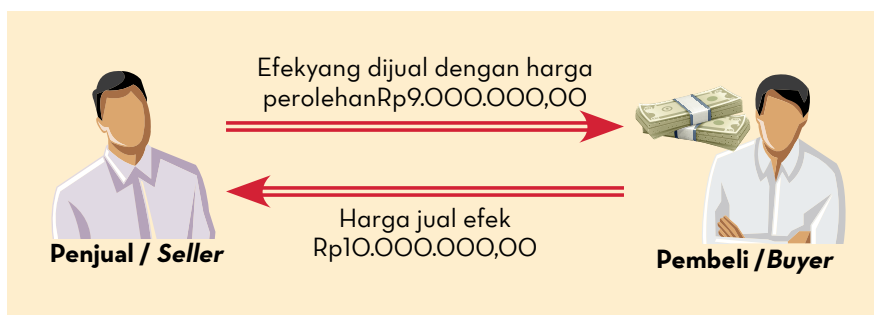 Efekyang dijual dengan harga
perolehanRp9.000.000,00
Harga jual efek
Rp10.000.000,00
Penjual / Seller
Pembeli /Buyer